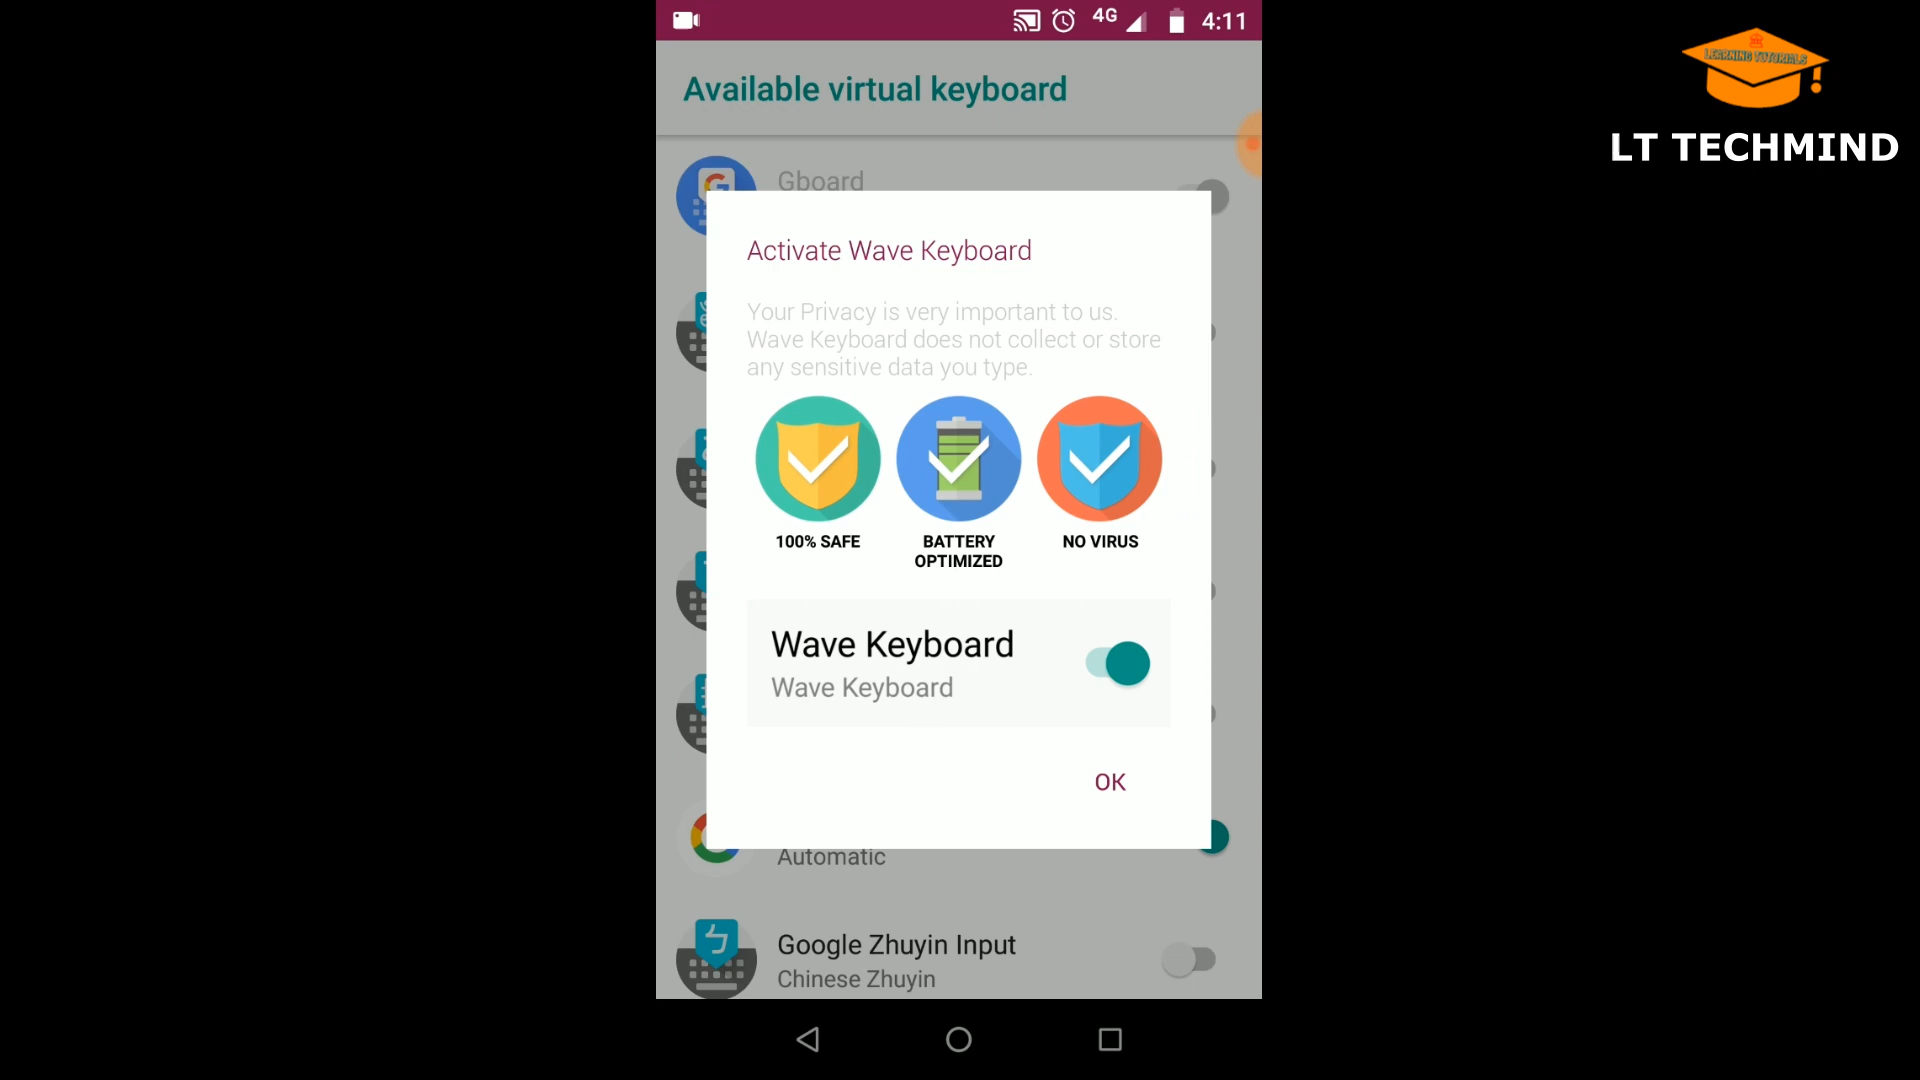 4G 4:11
LEARNING TUTORIALS
LT TECHMIND
Available virtual keyboard
Gboard
Activate Wave Keyboard
Your Privacy is very important to us.
Wave Keyboard does not collect or store
any sensitive data you type.
100% SAFE
BATTERY
OPTIMIZED
NO VIRUS
Wave Keyboard
Wave Keyboard
OK
Automatic
ㄅ
Google Zhuyin Input
Chinese Zhuyin